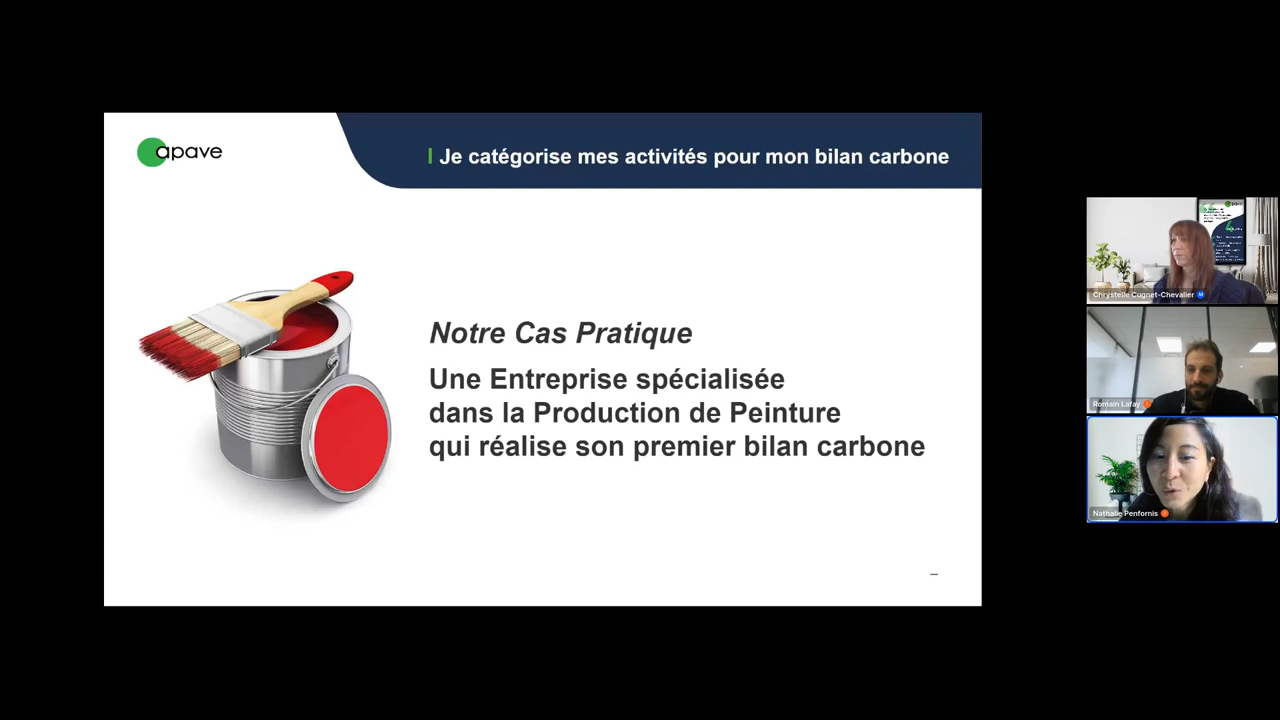 apave
Je catégorise mes activités pour mon bilan carbone
Notre Cas Pratique
Une Entreprise spécialisée
dans la Production de Peinture
qui réalise son premier bilan carbone
apave
Chrystelle Cugnet-Chevalier
Romain Lafay
Nathalie Penfornis